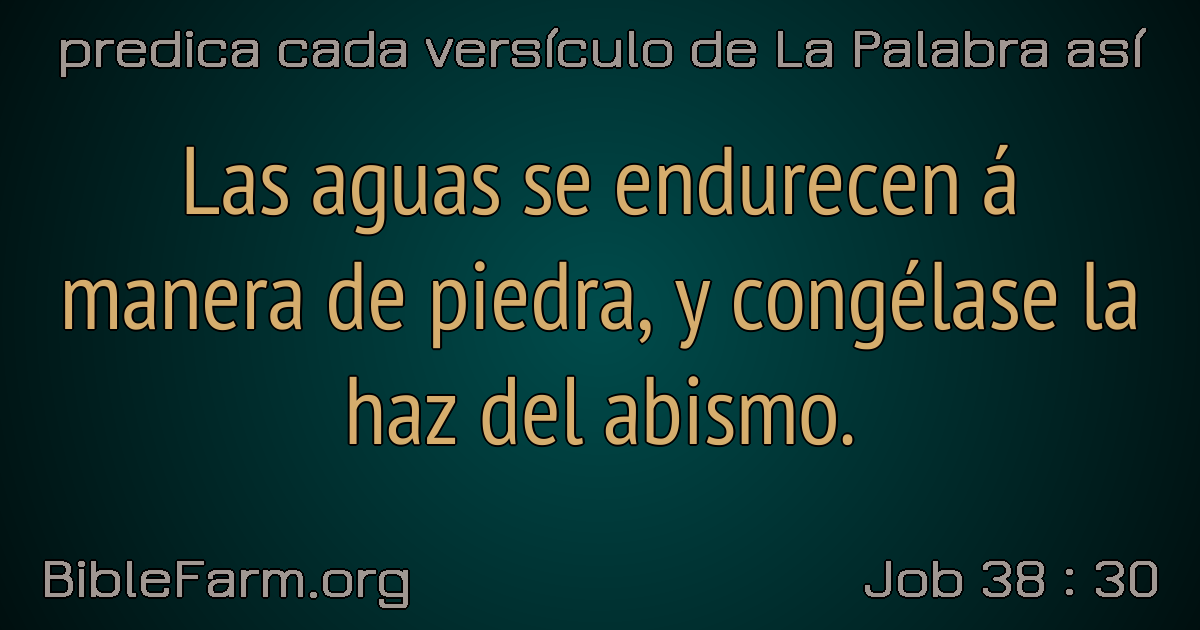 predica cada versículo de La Palabra así
Las aguas se endurecen á
manera de piedra, y congélase la
haz del abismo.
BibleFarm.org
Job 38 : 30